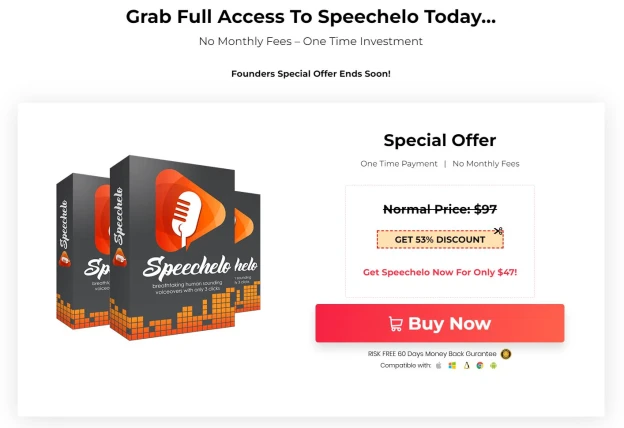 Grab Full Access To Speechelo Today...
No Monthly Fees – One Time Investment
Founders Special Offer Ends Soon!
Special Offer
One Time Payment | No Monthly Fees
Normal Price: $97
GET 53% DISCOUNT
Get Speechelo Now For Only $47!
Buy Now
RISK FREE 60 Days Money Back Gurantee
Compatible with:
Speechelo
Sp
Speechelo
Speechelo
breathtaking human sounding
voiceovers with only 3 clicks
helo